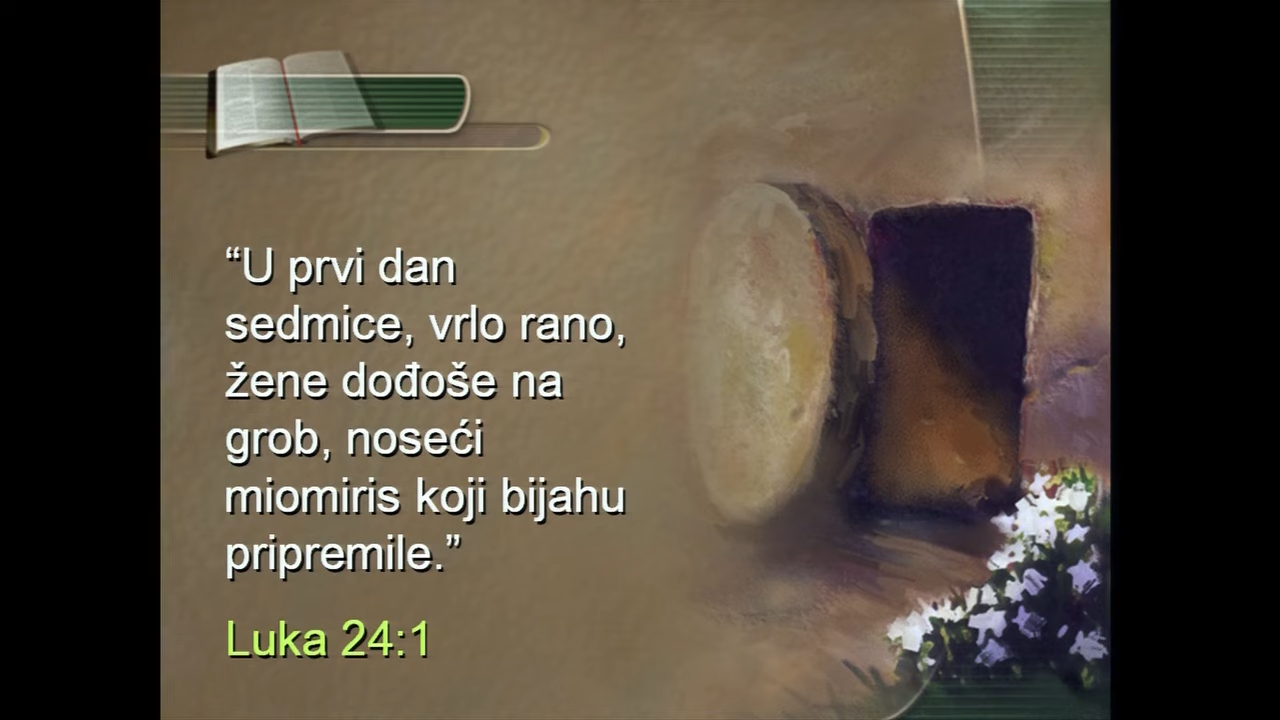 “U prvi dan
sedmice, vrlo rano,
žene dođoše na
grob, noseći
miomiris koji bijahu
pripremile.”
Luka 24:1